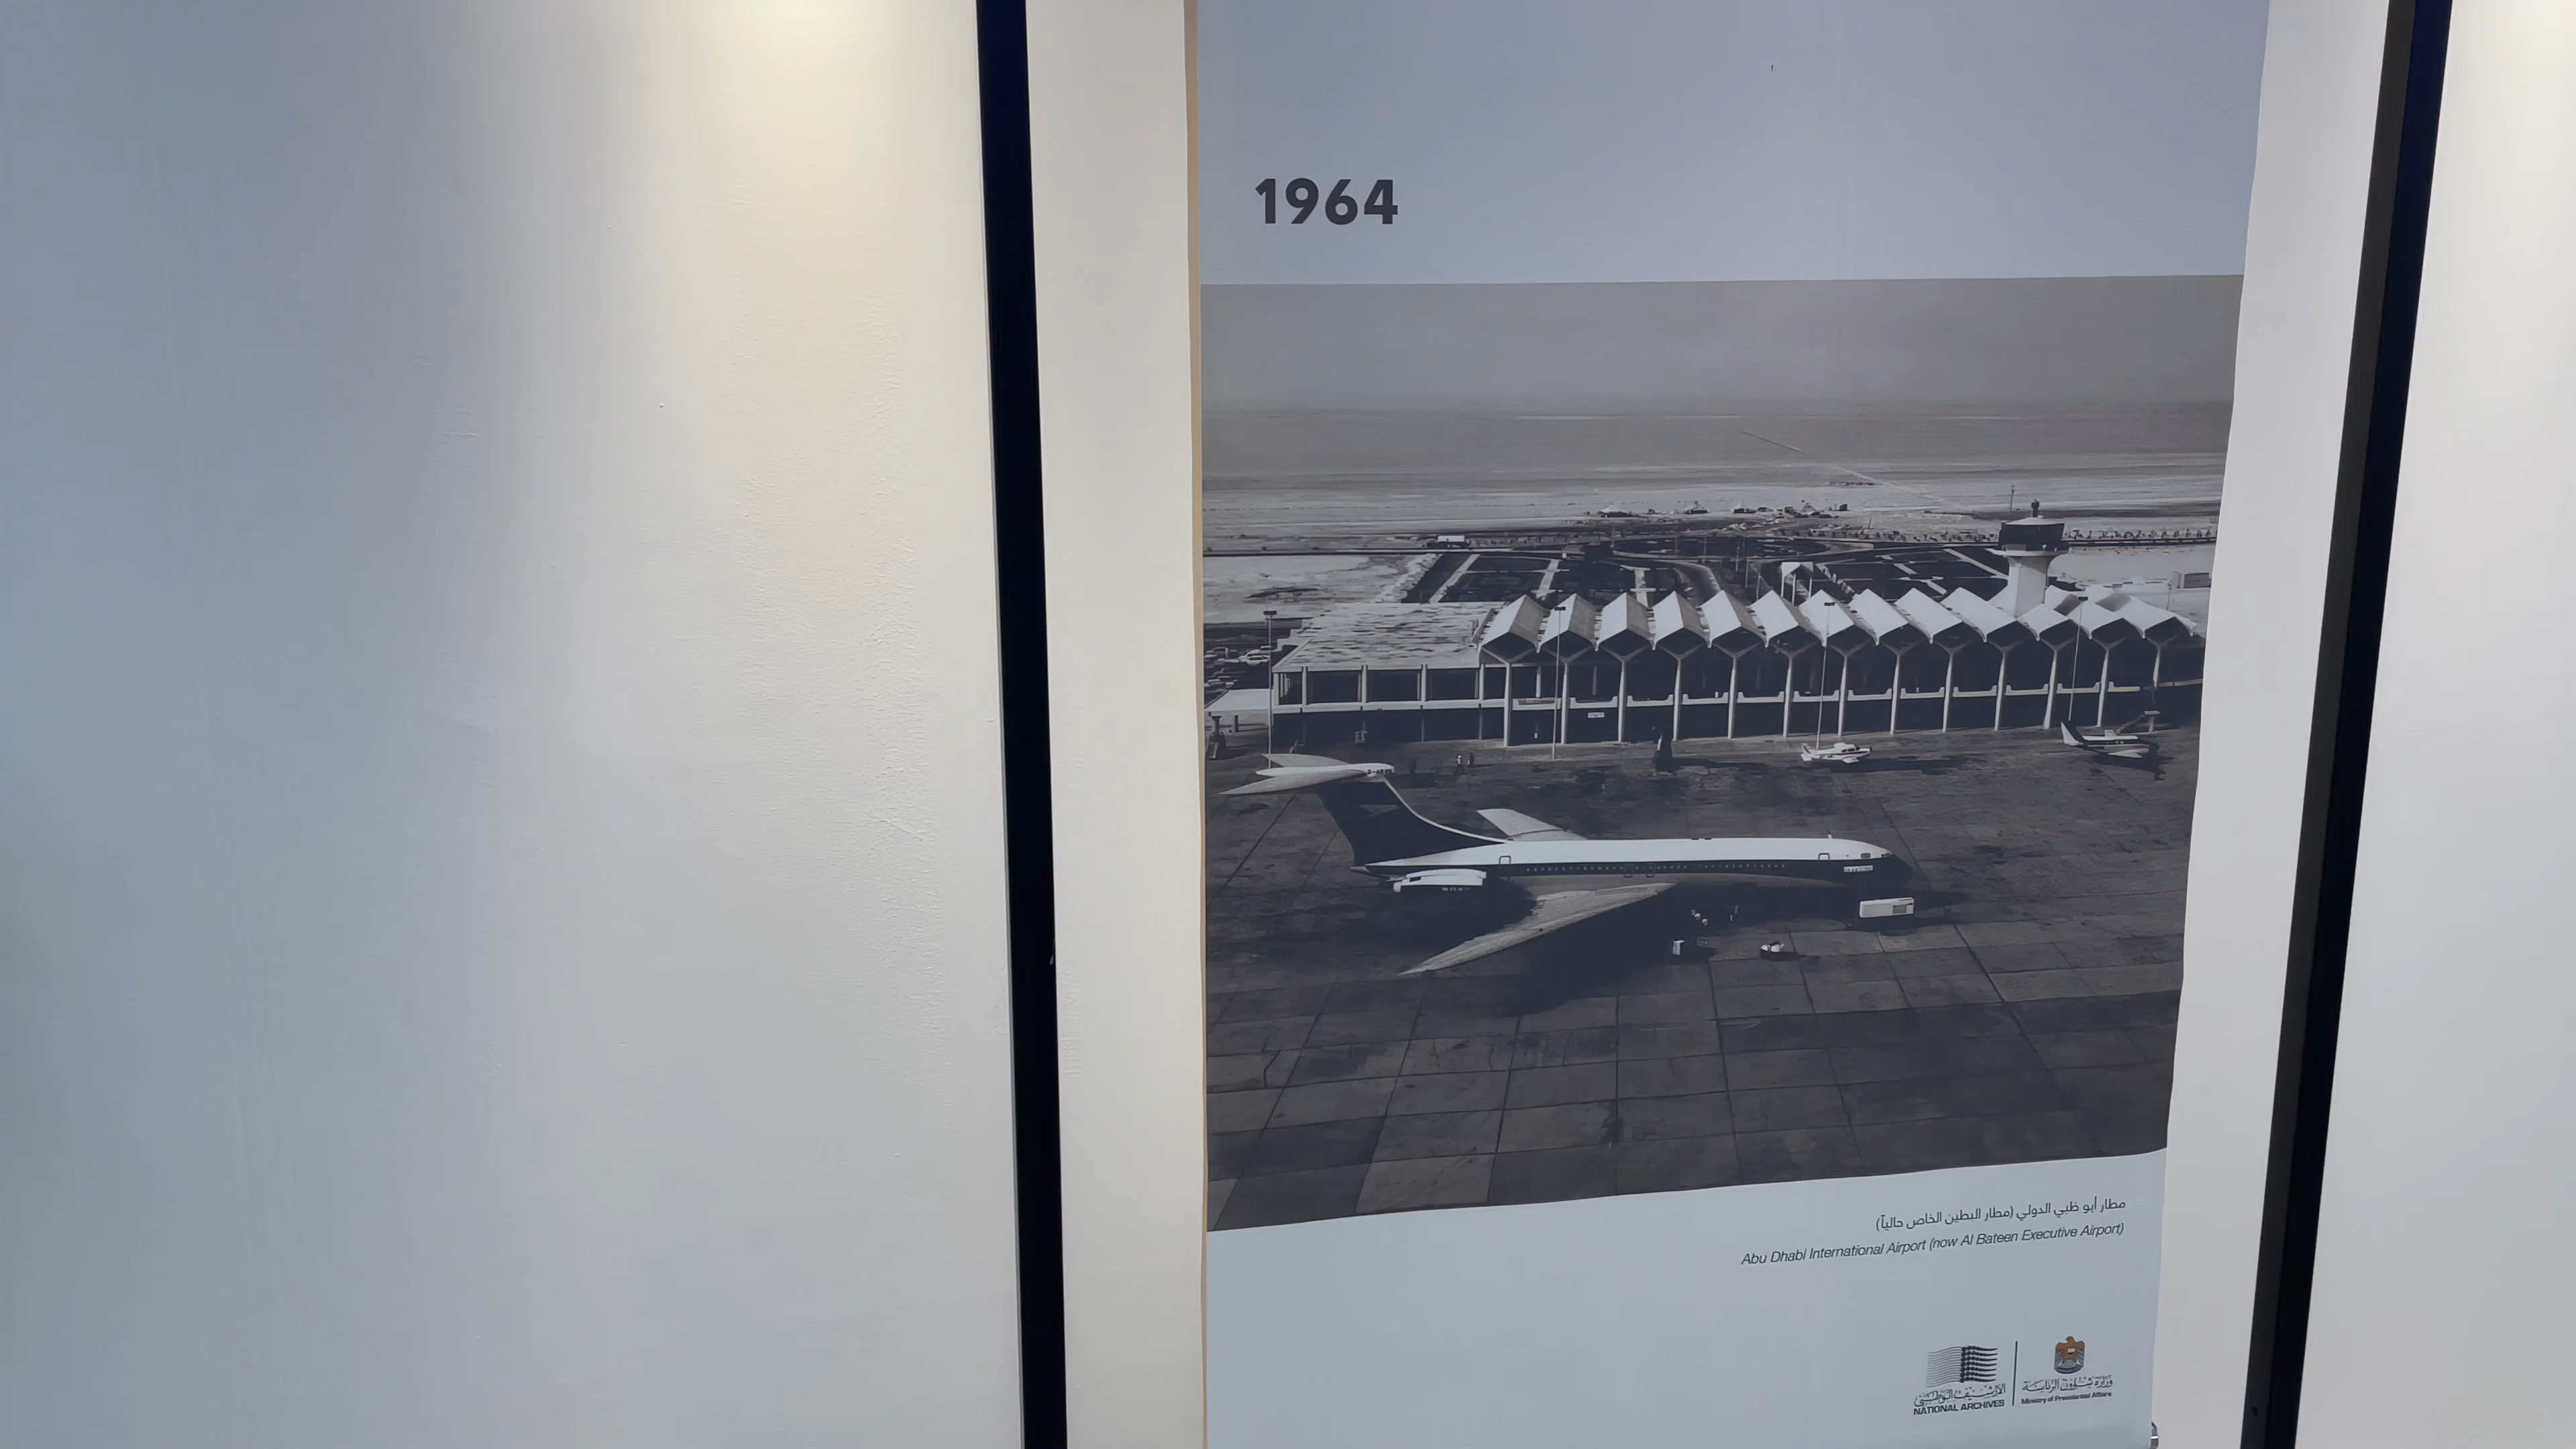 1964
مطار أبو ظبي الدولي (مطار البطين الخاص حالياً)
Abu Dhabi International Airport (now Al Bateen Executive Airport)
الأرشيف الوطني
NATIONAL ARCHIVES
وزارة شؤون الرئاسة
Ministry of Presidential Affairs